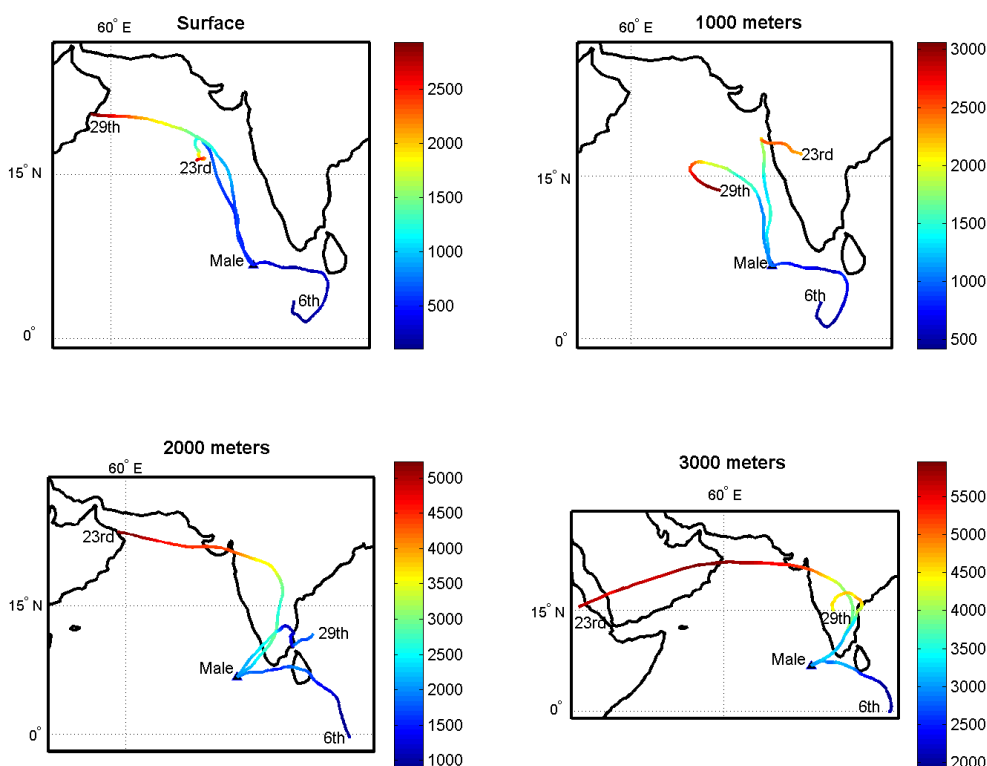 Surface
60° E
15° N
0°
29th
23rd
Male
6th
2500
2000
1500
1000
500
1000 meters
60° E
15° N
0°
23rd
29th
Male
6th
3000
2500
2000
1500
1000
500
2000 meters
60° E
15° N
0°
23rd
29th
Male
6th
5000
4500
4000
3500
3000
2500
2000
1500
1000
3000 meters
60° E
15° N
0°
23rd
29th
Male
6th
5500
5000
4500
4000
3500
3000
2500
2000